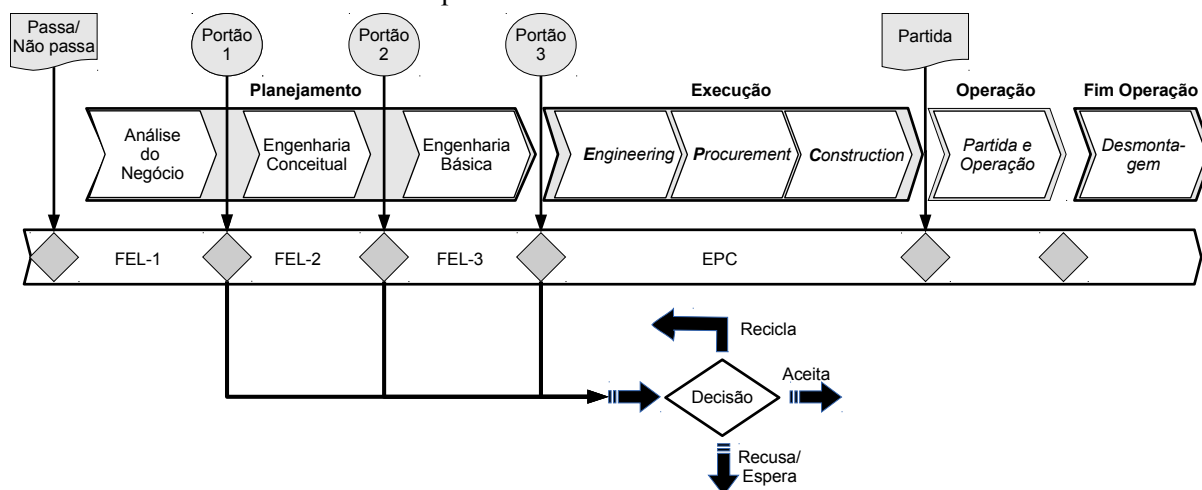 Passa/
Não passa
Portão
1
Portão
2
Portão
3
Partida
Planejamento
Execução
Operação
Fim Operação
Análise
do
Negócio
Engenharia
Conceitual
Engenharia
Básica
Engineering
Procurement
Construction
Partida e
Operação
Desmonta-
gem
FEL-1
FEL-2
FEL-3
EPC
Recicla
Aceita
Decisão
Recusa/
Espera